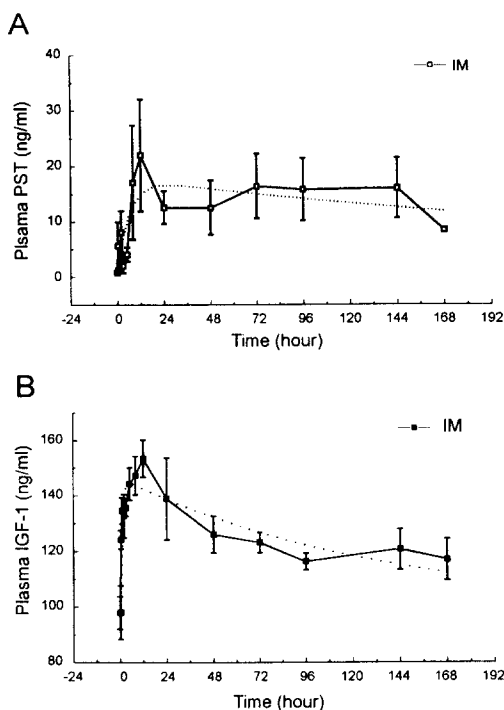 A
40
30
20
10
0
Plsama PST (ng/ml)
IM
-24 0 24 48 72 96 120 144 168 192
Time (hour)
B
160
140
120
100
80
Plasma IGF-1 (ng/ml)
IM
-24 0 24 48 72 96 120 144 168 192
Time (hour)